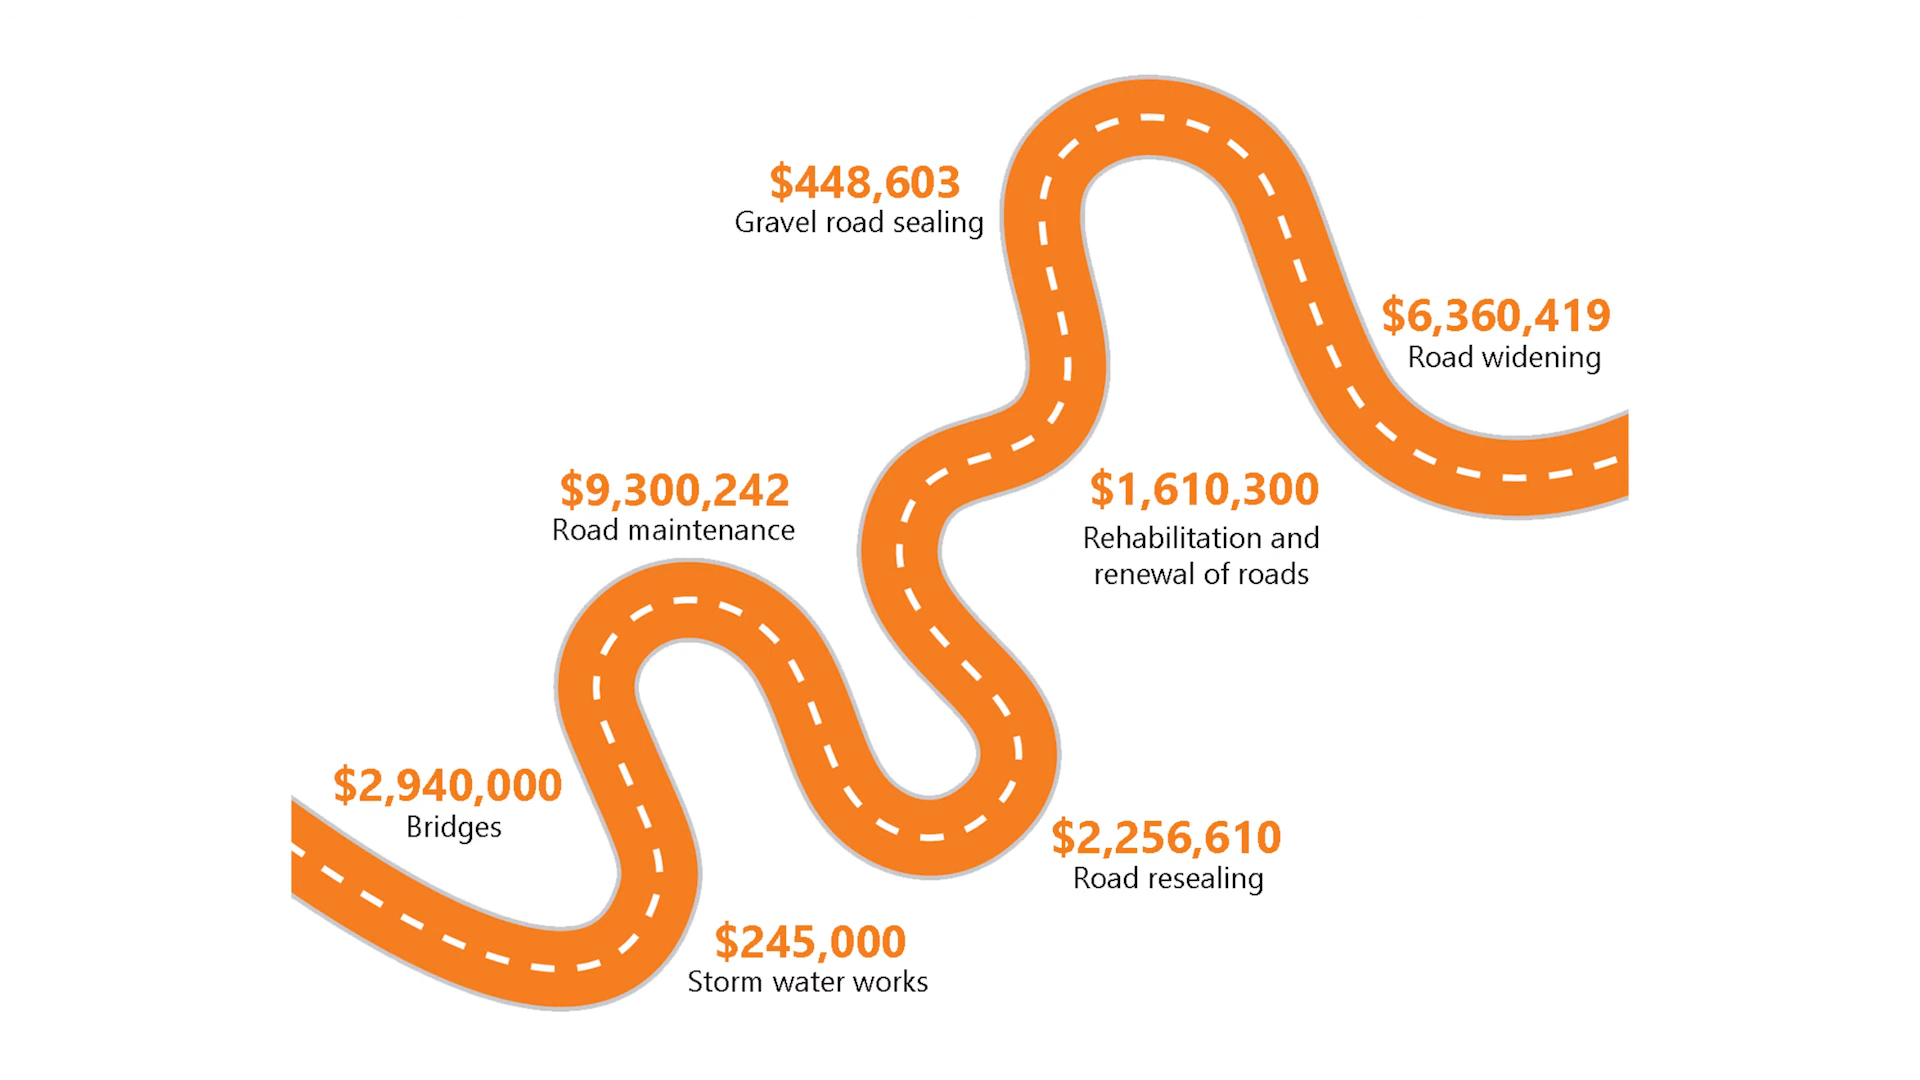 $448,603
Gravel road sealing
$6,360,419
Road widening
$9,300,242
Road maintenance
$1,610,300
Rehabilitation and
renewal of roads
$2,940,000
Bridges
$2,256,610
Road resealing
$245,000
Storm water works